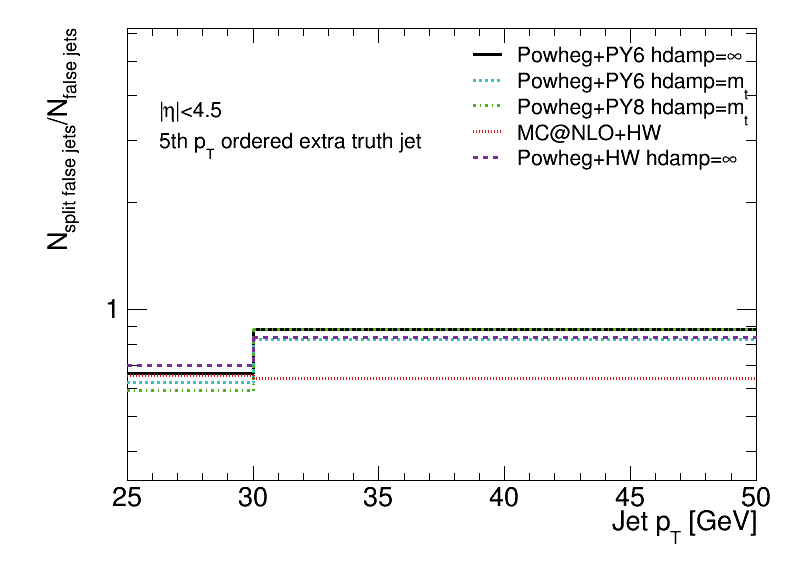 N_split false jets/N_false jets
Powheg+PY6 hdamp=∞
Powheg+PY6 hdamp=m_t
Powheg+PY8 hdamp=m_t
MC@NLO+HW
Powheg+HW hdamp=∞
|η|<4.5
5th p_T ordered extra truth jet
1
25 30 35 40 45 50
Jet p_T [GeV]